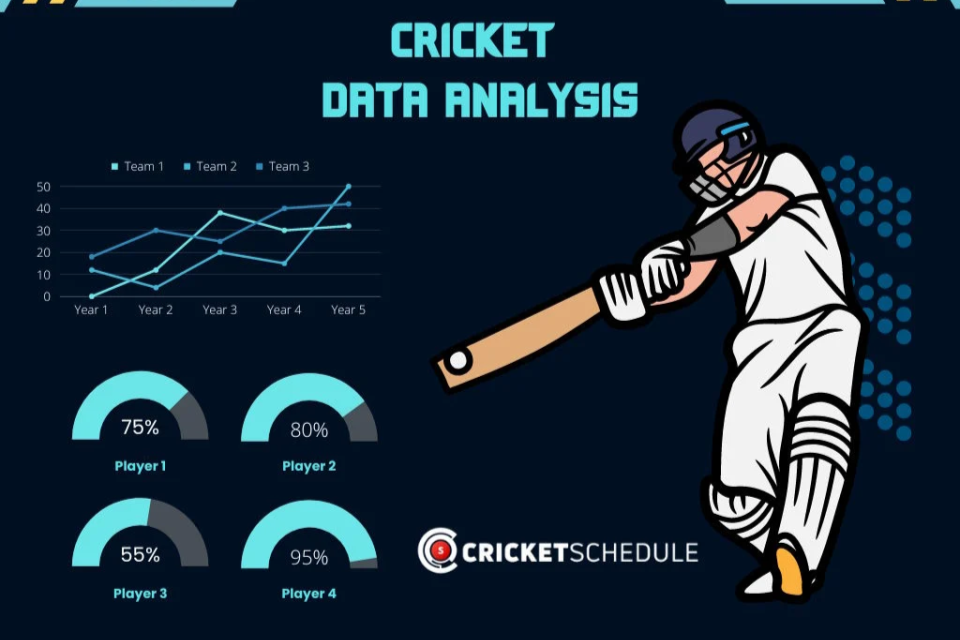 CRICKET
DATA ANALYSIS
Team 1 Team 2 Team 3
50
40
30
20
10
0
Year 1 Year 2 Year 3 Year 4 Year 5
75% 80%
Player 1 Player 2
55% 95%
Player 3 Player 4
S CRICKETSCHEDULE